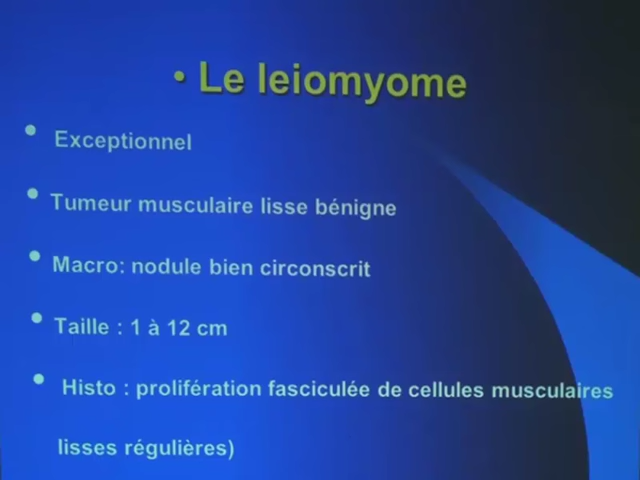 • Le leiomyome
• Exceptionnel
• Tumeur musculaire lisse bénigne
• Macro: nodule bien circonscrit
• Taille : 1 à 12 cm
• Histo : prolifération fasciculée de cellules musculaires
lisses régulières)